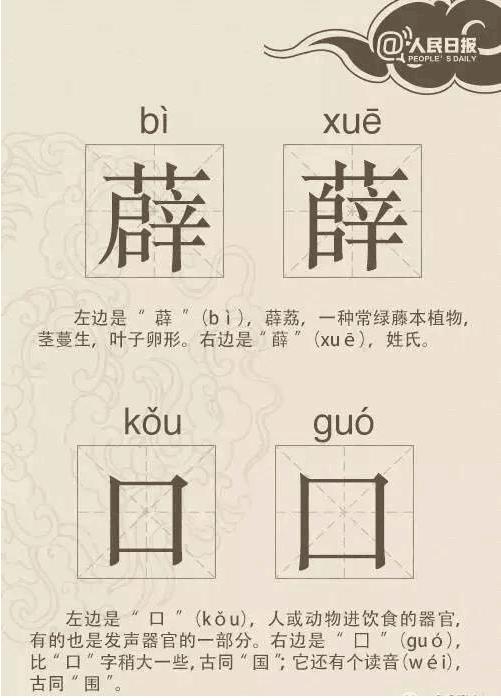 @人民日报
PEOPLE'S DAILY
bì xuē
薜 薛
左边是“薜”(bì)，薜荔，一种常绿藤本植物，
茎蔓生，叶子卵形。右边是“薛”(xuē)，姓氏。
kǒu guó
口 囗
左边是“口”(kǒu)，人或动物进饮食的器官，
有的也是发声器官的一部分。右边是“囗”(guó)，
比“口”字稍大一些，古同“国”；它还有个读音(wéi)，
古同“围”。